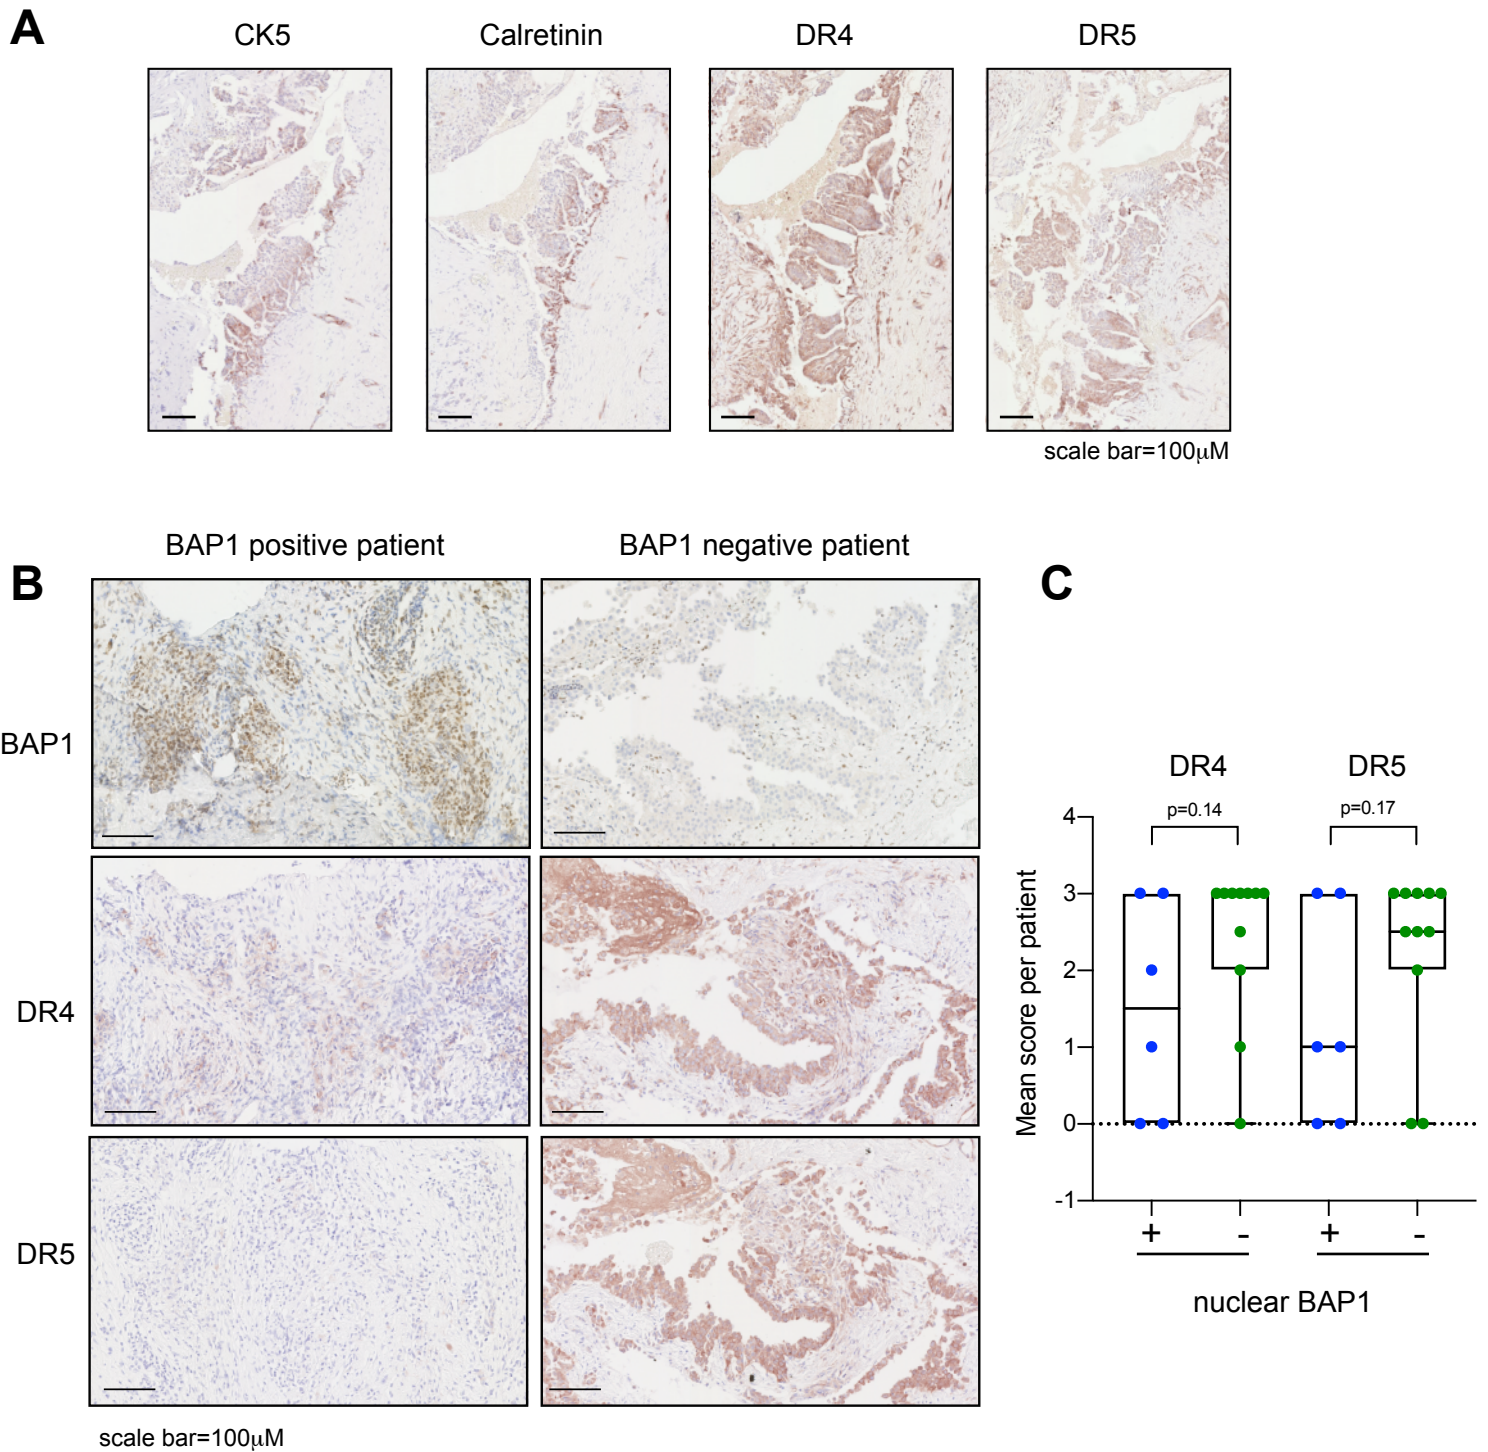 A
CK5
Calretinin
DR4
DR5
scale bar=100μM
BAP1 positive patient
BAP1 negative patient
B
BAP1
DR4
DR5
scale bar=100μM
C
DR4
DR5
p=0.14
p=0.17
Mean score per patient
4
3
2
1
0
-1
+
-
+
-
nuclear BAP1